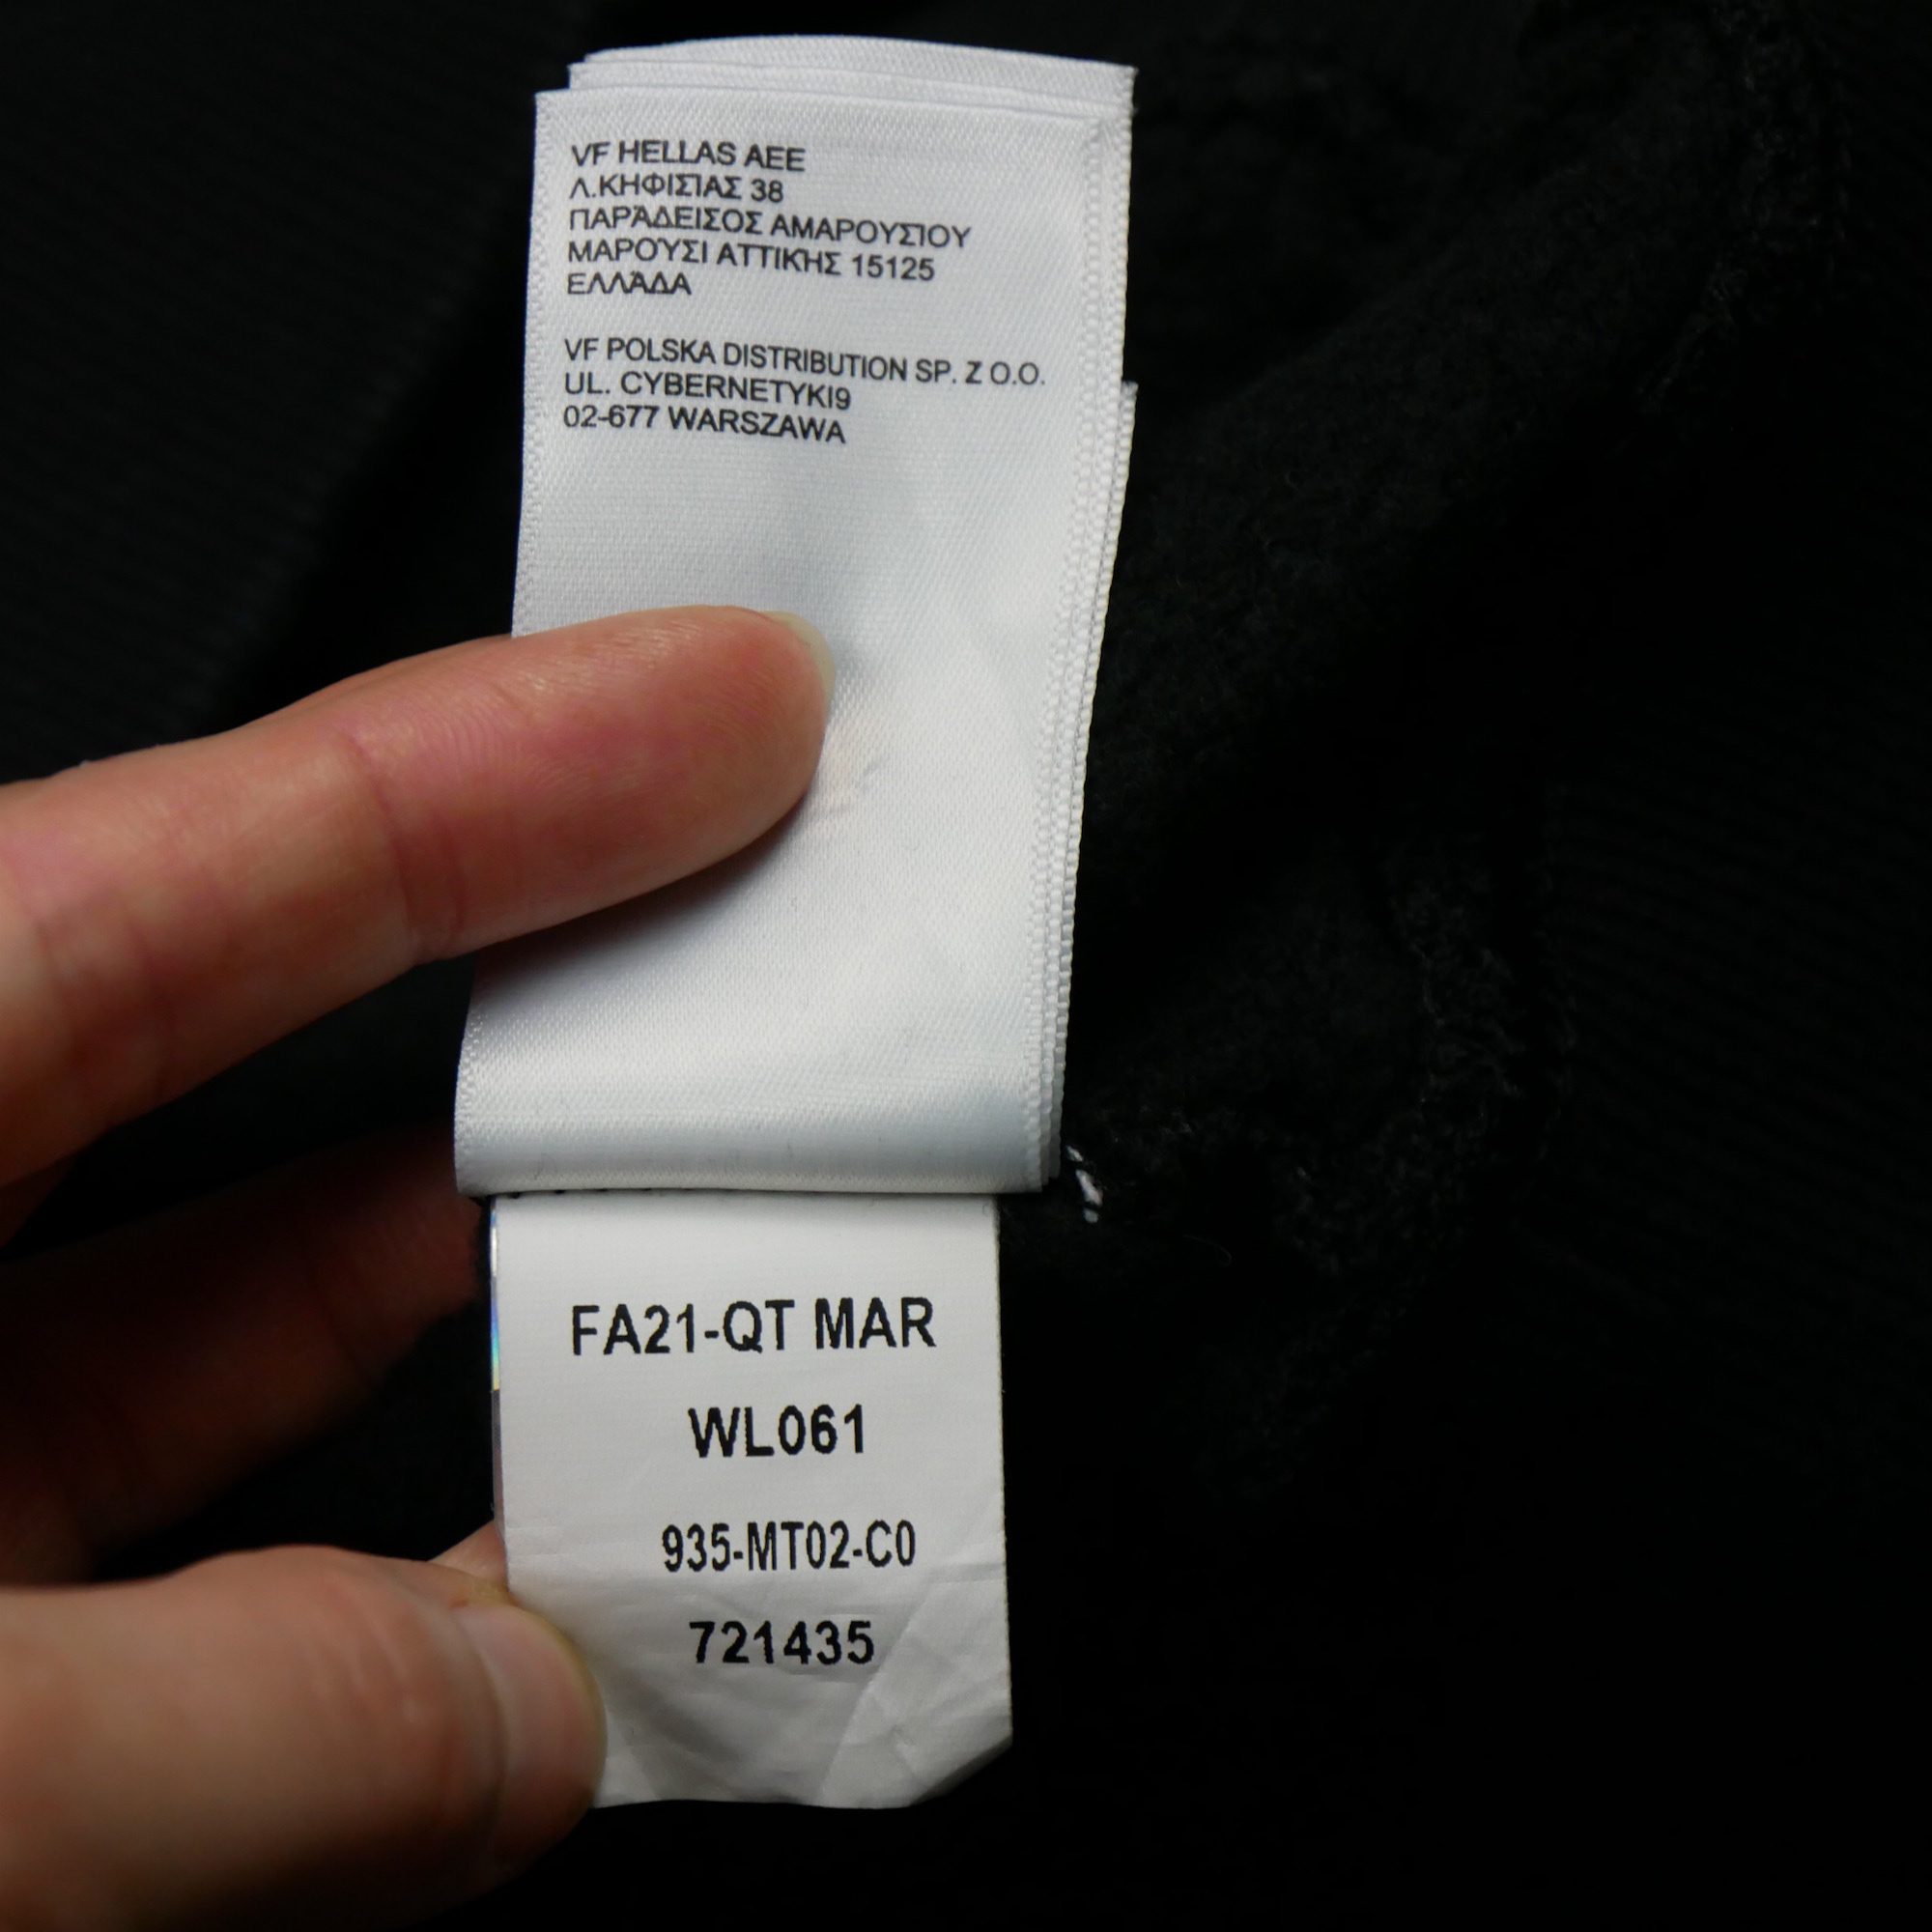 VF HELLAS AEE
Λ.ΚΗΦΙΣΙΑΣ 38
ΠΑΡΆΔΕΙΣΟΣ ΑΜΑΡΟΥΣΙΟΥ
ΜΑΡΟΎΣΙ ΑΤΤΙΚΉΣ 15125
ΕΛΛΆΔΑ
VF POLSKA DISTRIBUTION SP. Z O.O.
UL. CYBERNETYKI9
02-677 WARSZAWA
FA21-QT MAR
WL061
935-MT02-C0
721435